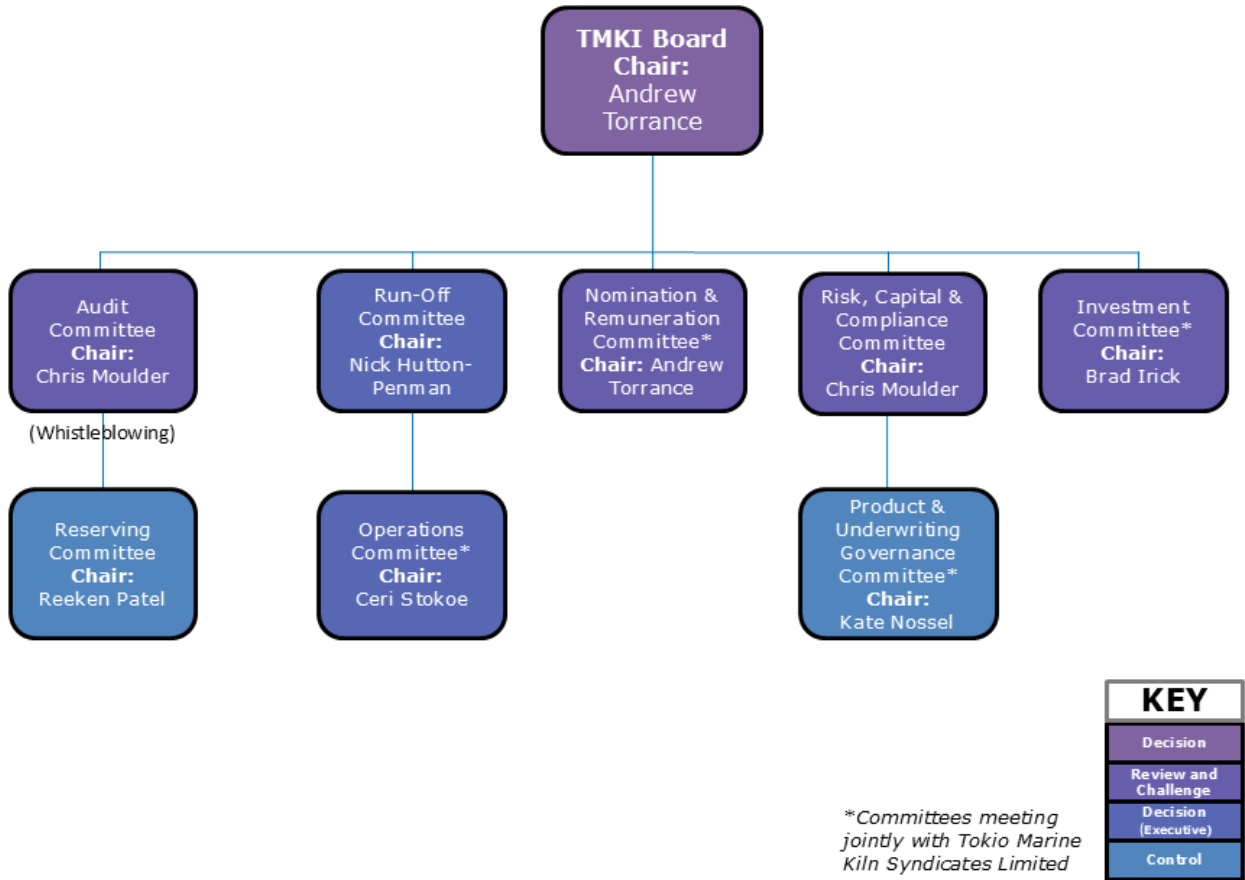 TMKI Board
Chair:
Andrew
Torrance
Audit
Committee
Chair:
Chris Moulder
(Whistleblowing)
Run-Off
Committee
Chair:
Nick Hutton-
Penman
Nomination &
Remuneration
Committee*
Chair: Andrew
Torrance
Risk, Capital &
Compliance
Committee
Chair:
Chris Moulder
Investment
Committee*
Chair:
Brad Irick
Reserving
Committee
Chair:
Reeken Patel
Operations
Committee*
Chair:
Ceri Stokoe
Product &
Underwriting
Governance
Committee*
Chair:
Kate Nossel
KEY
Decision
Review and
Challenge
Decision
(Executive)
Control
*Committees meeting
jointly with Tokio Marine
Kiln Syndicates Limited